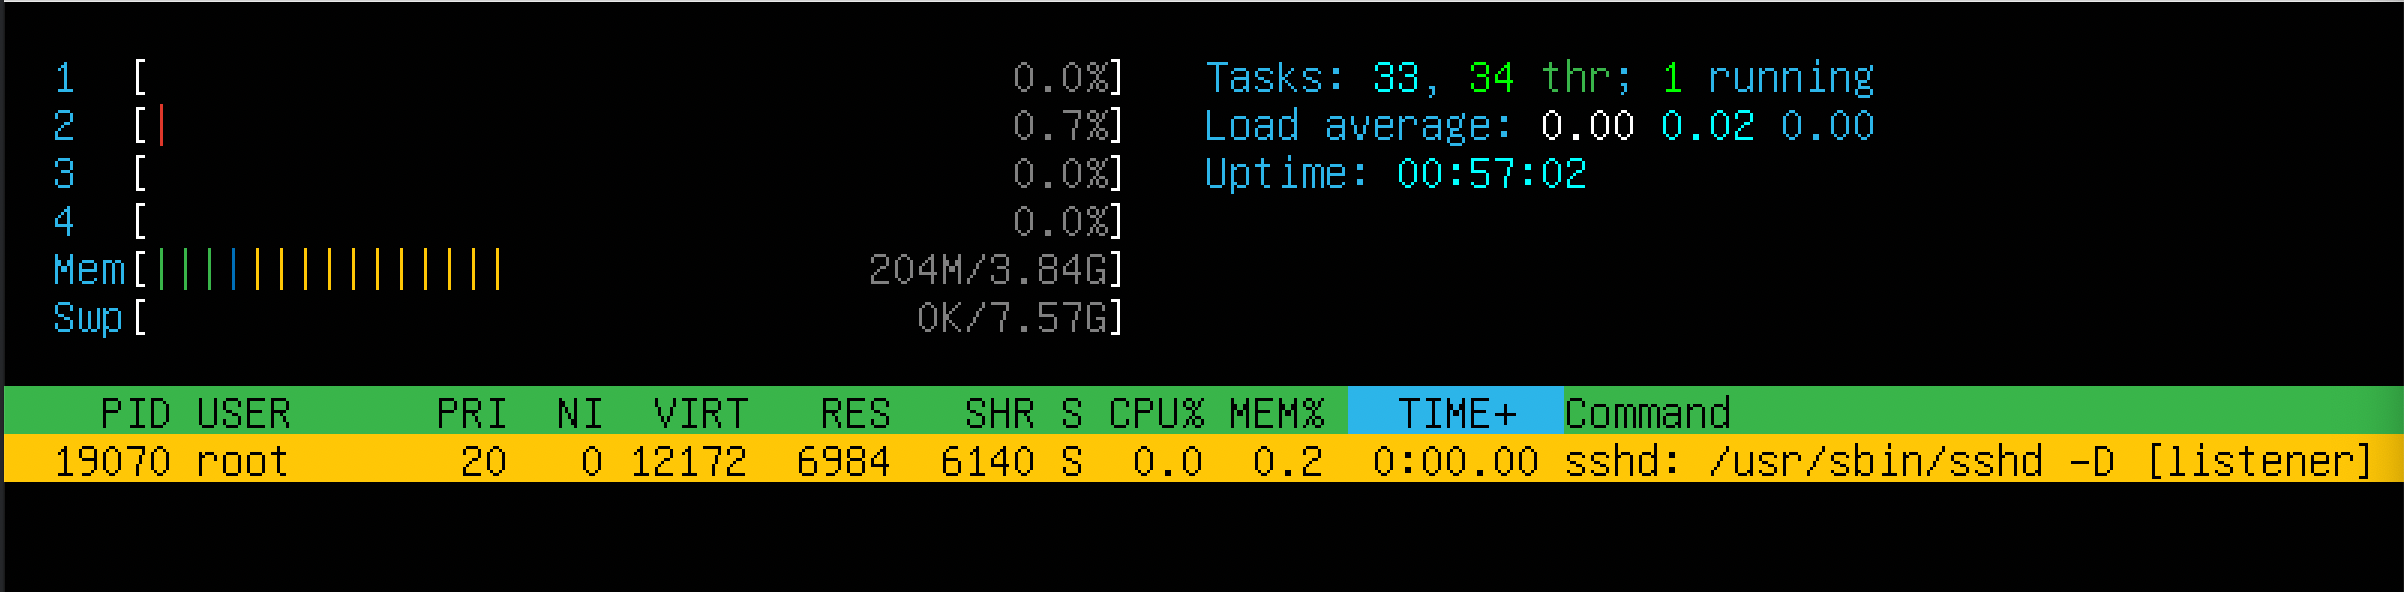 1 [ 0.0%] Tasks: 33, 34 thr; 1 running
2 [| 0.7%] Load average: 0.00 0.02 0.00
3 [ 0.0%] Uptime: 00:57:02
4 [ 0.0%]
Mem[||||||||||||||| 204M/3.84G]
Swp[ 0K/7.57G]
PID USER PRI NI VIRT RES SHR S CPU% MEM% TIME+ Command
19070 root 20 0 12172 6984 6140 S 0.0 0.2 0:00.00 sshd: /usr/sbin/sshd -D [listener]